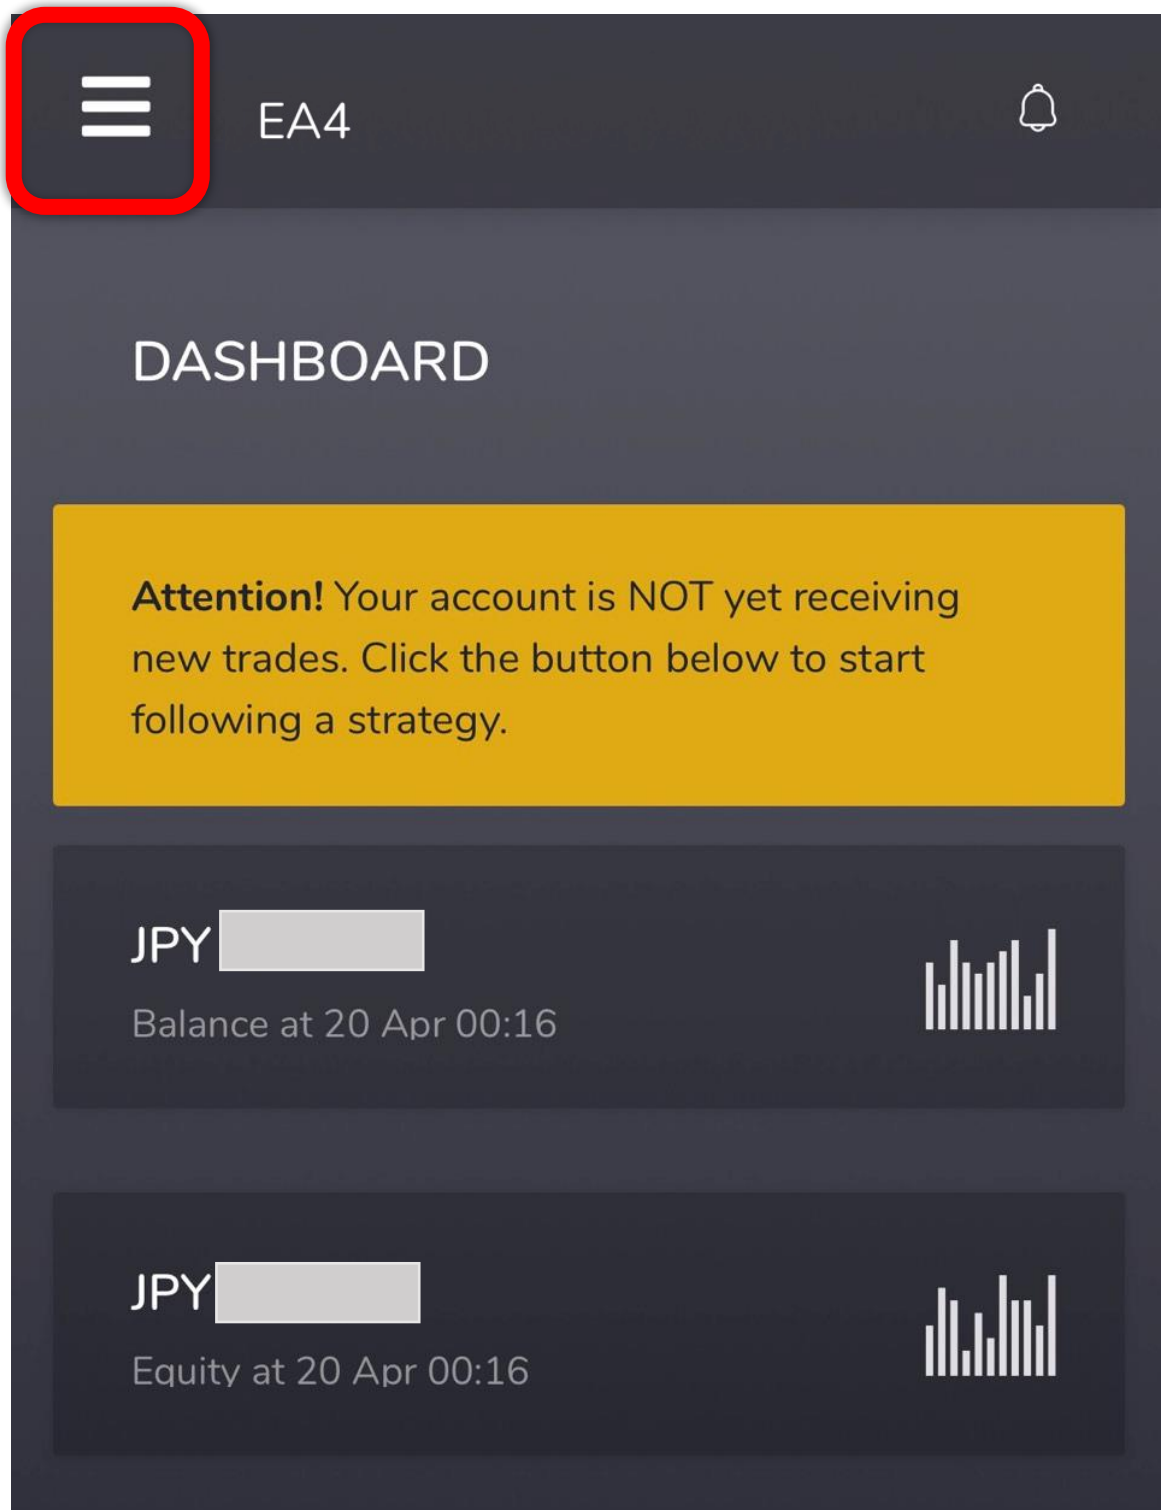 EA4
DASHBOARD
Attention! Your account is NOT yet receiving
new trades. Click the button below to start
following a strategy.
JPY
Balance at 20 Apr 00:16
JPY
Equity at 20 Apr 00:16